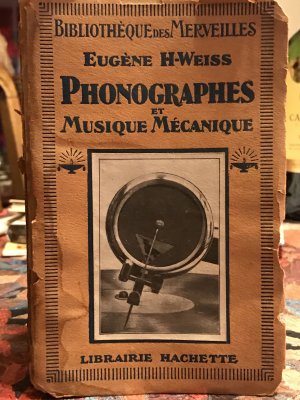 BIBLIOTHÈQUE DES MERVEILLES
EUGÈNE H-WEISS
PHONOGRAPHES
ET
MUSIQUE MÉCANIQUE
LIBRAIRIE HACHETTE